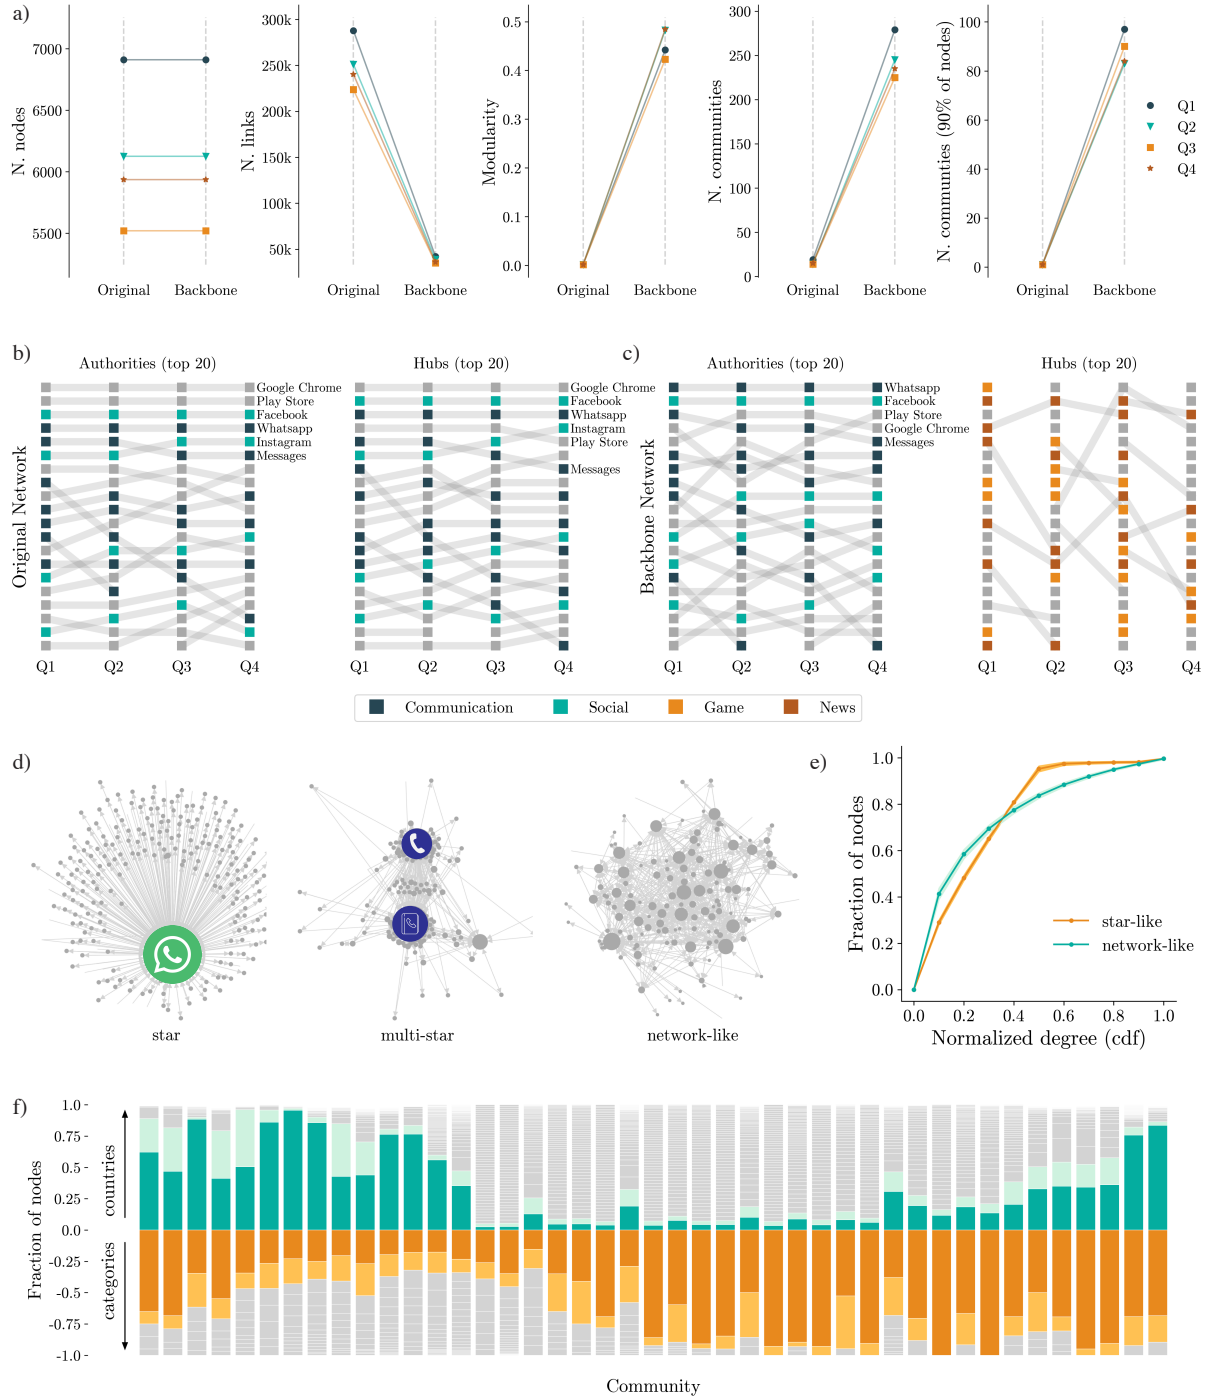 a)
N. nodes
7000
6500
6000
5500
Original
Backbone
N. links
300k
250k
200k
150k
100k
50k
Original
Backbone
Modularity
0.5
0.4
0.3
0.2
0.1
0.0
Original
Backbone
N. communities
300
250
200
150
100
50
0
Original
Backbone
N. communties (90% of nodes)
100
80
60
40
20
0
Original
Backbone
Q1
Q2
Q3
Q4
b)
Original Network
Authorities (top 20)
Google Chrome
Play Store
Facebook
Whatsapp
Instagram
Messages
Q1 Q2 Q3 Q4
Hubs (top 20)
Google Chrome
Facebook
Whatsapp
Instagram
Play Store
Messages
Q1 Q2 Q3 Q4
c)
Backbone Network
Authorities (top 20)
Whatsapp
Facebook
Play Store
Google Chrome
Messages
Q1 Q2 Q3 Q4
Hubs (top 20)
Q1 Q2 Q3 Q4
Communication Social Game News
d)
star
multi-star
network-like
e)
Fraction of nodes
1.0
0.8
0.6
0.4
0.2
0.0
star-like
network-like
0.0 0.2 0.4 0.6 0.8 1.0
Normalized degree (cdf)
f)
Fraction of nodes
1.0
0.75
0.5
0.25
0.0
-0.25
-0.5
-0.75
-1.0
countries
categories
Community